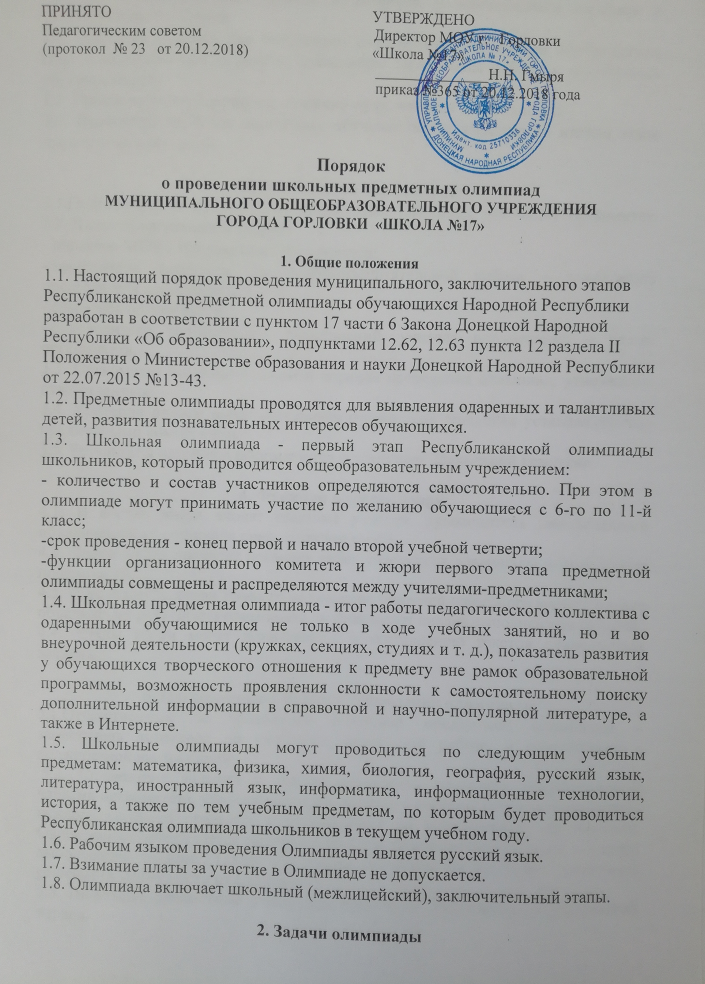 ПРИНЯТО
Педагогическим советом
(протокол № 23 от 20.12.2018)
УТВЕРЖДЕНО
Директор МОУ г. Горловки
«Школа №17»
Н.П. Гмыря
приказ №365 от 20.12.2018 года
«ШКОЛА № 17»
Идент. код 25710336
ДОНЕЦКАЯ НАРОДНАЯ РЕСПУБЛИКА
Порядок
о проведении школьных предметных олимпиад
МУНИЦИПАЛЬНОГО ОБЩЕОБРАЗОВАТЕЛЬНОГО УЧРЕЖДЕНИЯ
ГОРОДА ГОРЛОВКИ «ШКОЛА №17»
1. Общие положения
1.1. Настоящий порядок проведения муниципального, заключительного этапов
Республиканской предметной олимпиады обучающихся Народной Республики
разработан в соответствии с пунктом 17 части 6 Закона Донецкой Народной
Республики «Об образовании», подпунктами 12.62, 12.63 пункта 12 раздела II
Положения о Министерстве образования и науки Донецкой Народной Республики
от 22.07.2015 №13-43.
1.2. Предметные олимпиады проводятся для выявления одаренных и талантливых
детей, развития познавательных интересов обучающихся.
1.3. Школьная олимпиада - первый этап Республиканской олимпиады
школьников, который проводится общеобразовательным учреждением:
- количество и состав участников определяются самостоятельно. При этом в
олимпиаде могут принимать участие по желанию обучающиеся с 6-го по 11-й
класс;
-срок проведения - конец первой и начало второй учебной четверти;
-функции организационного комитета и жюри первого этапа предметной
олимпиады совмещены и распределяются между учителями-предметниками;
1.4. Школьная предметная олимпиада - итог работы педагогического коллектива с
одаренными обучающимися не только в ходе учебных занятий, но и во
внеурочной деятельности (кружках, секциях, студиях и т. д.), показатель развития
у обучающихся творческого отношения к предмету вне рамок образовательной
программы, возможность проявления склонности к самостоятельному поиску
дополнительной информации в справочной и научно-популярной литературе, а
также в Интернете.
1.5. Школьные олимпиады могут проводиться по следующим учебным
предметам: математика, физика, химия, биология, география, русский язык,
литература, иностранный язык, информатика, информационные технологии,
история, а также по тем учебным предметам, по которым будет проводиться
Республиканская олимпиада школьников в текущем учебном году.
1.6. Рабочим языком проведения Олимпиады является русский язык.
1.7. Взимание платы за участие в Олимпиаде не допускается.
1.8. Олимпиада включает школьный (межлицейский), заключительный этапы.
2. Задачи олимпиады